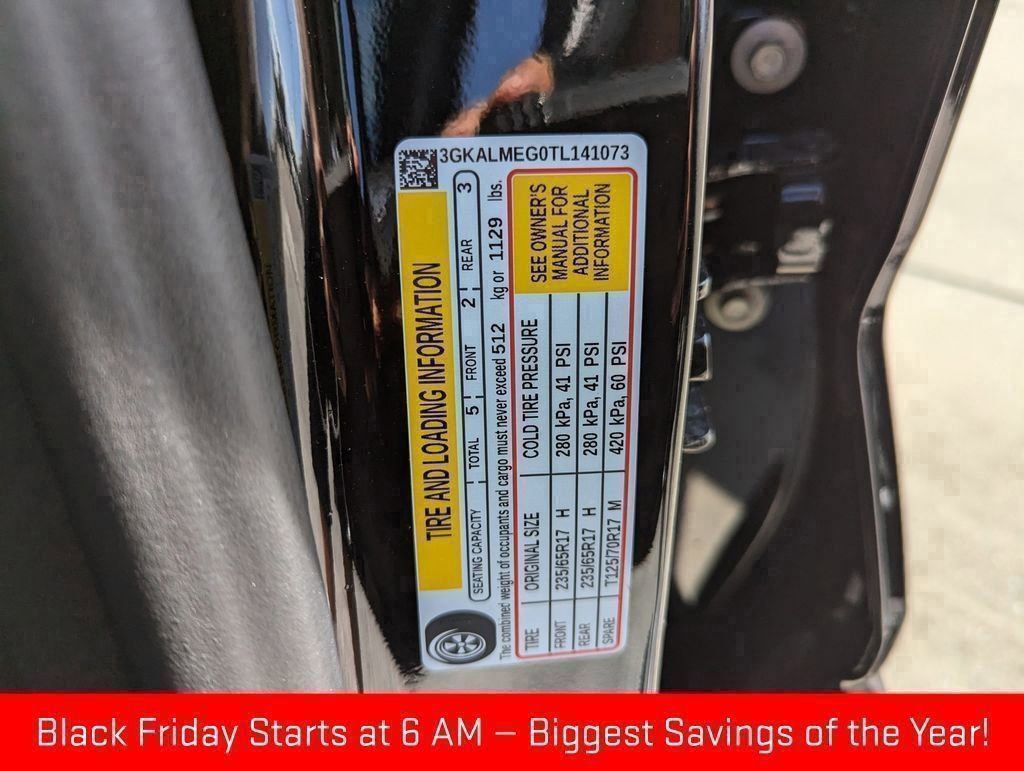 3GKALMEG0TL141073
TIRE AND LOADING INFORMATION
SEATING CAPACITY TOTAL 5 FRONT 2 REAR 3
The combined weight of occupants and cargo must never exceed 512 kg or 1129 lbs.
TIRE ORIGINAL SIZE COLD TIRE PRESSURE
FRONT 235/65R17 H 280 kPa, 41 PSI
REAR 235/65R17 H 280 kPa, 41 PSI
SPARE T125/70R17 M 420 kPa, 60 PSI
SEE OWNER'S
MANUAL FOR
ADDITIONAL
INFORMATION
Black Friday Starts at 6 AM – Biggest Savings of the Year!